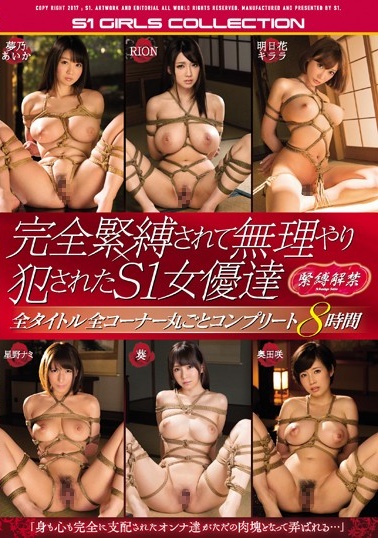 COPY RIGHT 2017 S1. ARTWORK AND EDITORIAL ALL WORLD RIGHTS RESERVED. MANUFACTURED AND PRESENTED BY S1.
S1 GIRLS COLLECTION
夢乃あいか
RION
明日花キララ
完全緊縛されて無理やり
犯された×S1女優達
緊縛解禁
全タイトル全コーナー丸ごとコンプリート8時間
星野ナミ
葵
奥田咲
「身も心も完全に支配されたオンナ達がただの肉塊となって弄ばれる…」